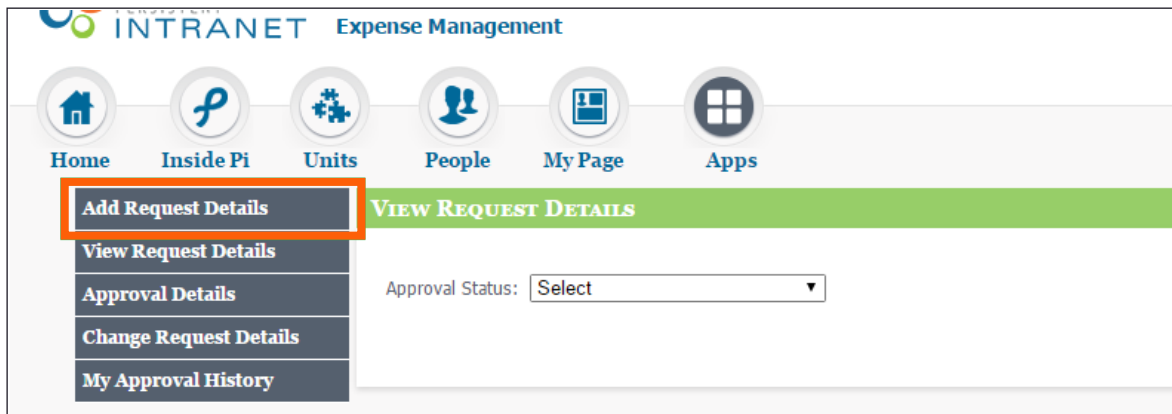 INTRANET Expense Management
Home Inside Pi Units People My Page Apps
Add Request Details
VIEW REQUEST DETAILS
View Request Details
Approval Details
Approval Status: Select
Change Request Details
My Approval History